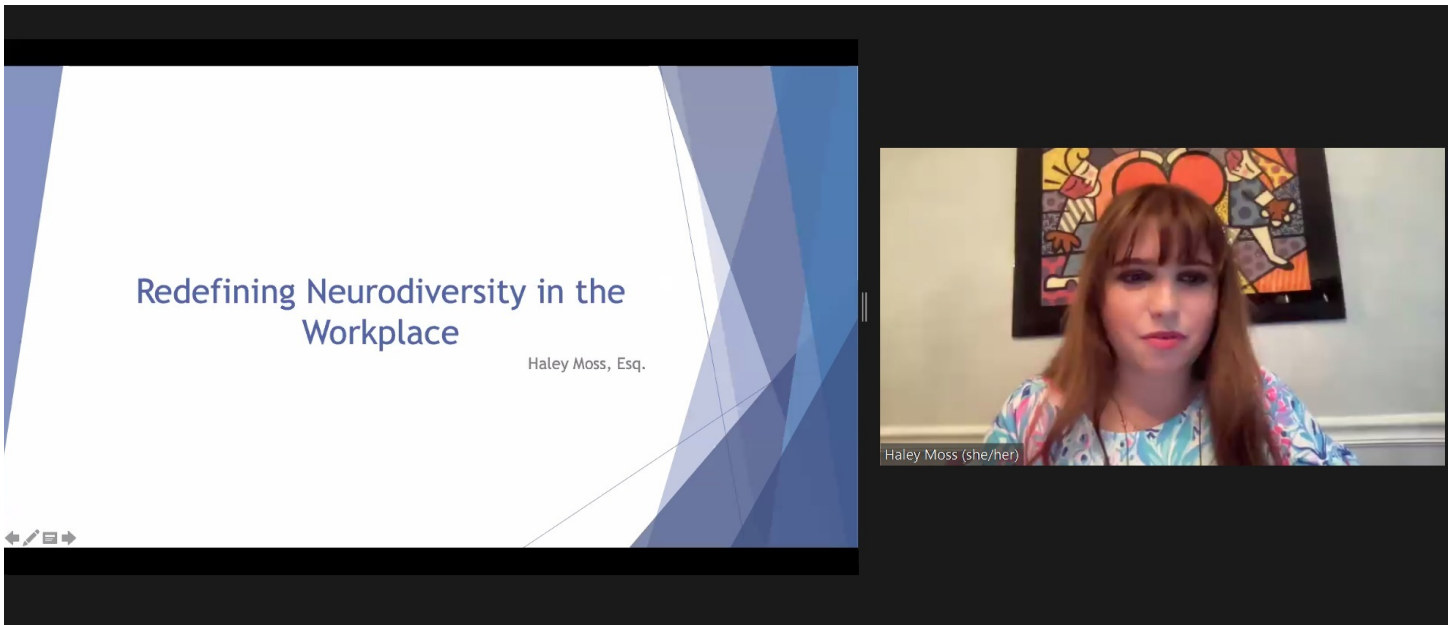 Redefining Neurodiversity in the
Workplace
Haley Moss, Esq.
Haley Moss (she/her)